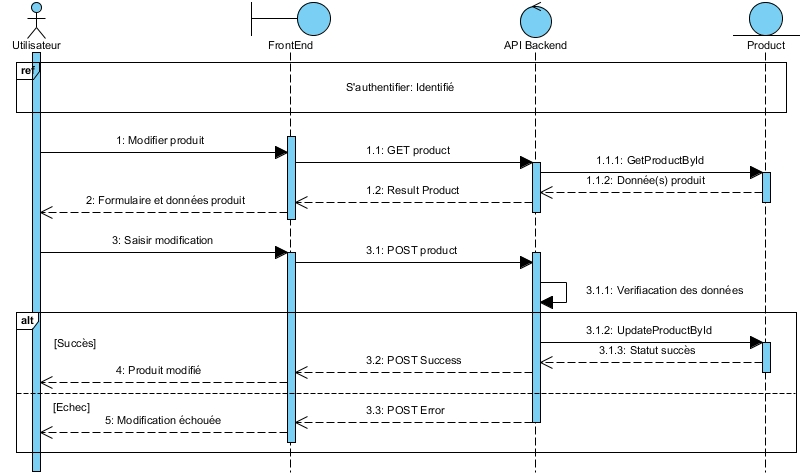 Utilisateur
FrontEnd
API Backend
Product
ref
S'authentifier: Identifié
1: Modifier produit
1.1: GET product
1.1.1: GetProductById
1.1.2: Donnée(s) produit
1.2: Result Product
2: Formulaire et données produit
3: Saisir modification
3.1: POST product
3.1.1: Verifiacation des données
alt
[Succès]
3.1.2: UpdateProductById
3.1.3: Statut succès
3.2: POST Success
4: Produit modifié
[Echec]
3.3: POST Error
5: Modification échouée